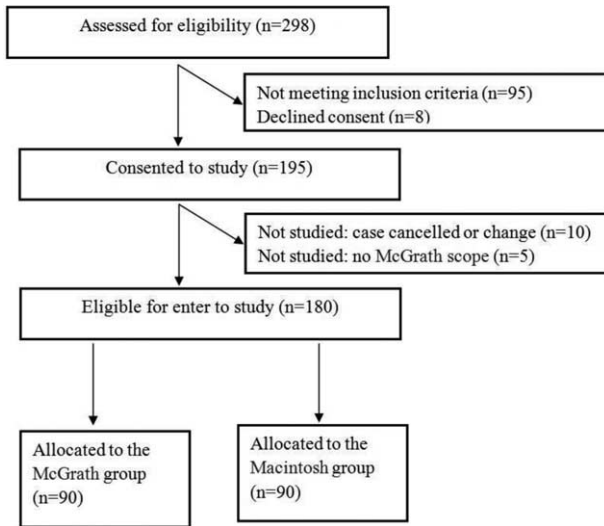 Assessed for eligibility (n=298)
Not meeting inclusion criteria (n=95)
Declined consent (n=8)
Consented to study (n=195)
Not studied: case cancelled or change (n=10)
Not studied: no McGrath scope (n=5)
Eligible for enter to study (n=180)
Allocated to the
McGrath group
(n=90)
Allocated to the
Macintosh group
(n=90)